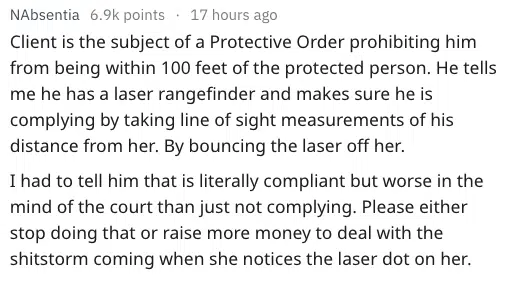 NAbsentia 6.9k points · 17 hours ago
Client is the subject of a Protective Order prohibiting him
from being within 100 feet of the protected person. He tells
me he has a laser rangefinder and makes sure he is
complying by taking line of sight measurements of his
distance from her. By bouncing the laser off her.
I had to tell him that is literally compliant but worse in the
mind of the court than just not complying. Please either
stop doing that or raise more money to deal with the
shitstorm coming when she notices the laser dot on her.